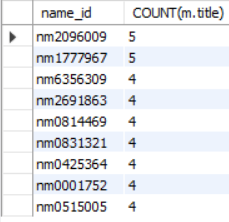 name_id COUNT(m.title)
nm2096009 5
nm1777967 5
nm6356309 4
nm2691863 4
nm0814469 4
nm0831321 4
nm0425364 4
nm0001752 4
nm0515005 4